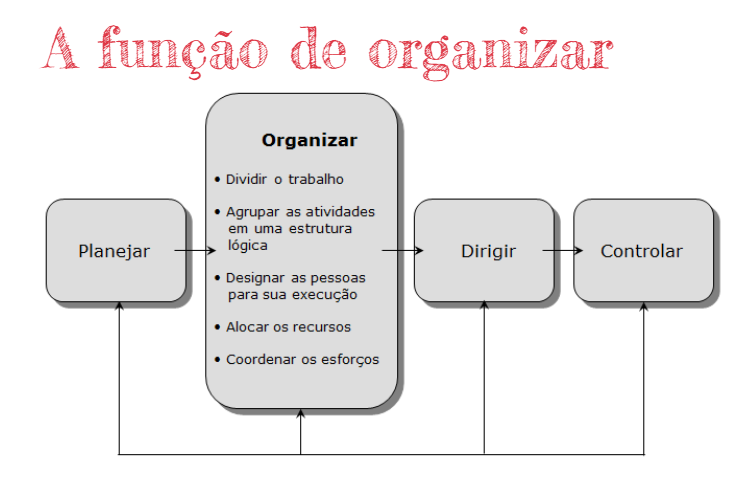 A função de organizar
Planejar
Organizar
• Dividir o trabalho
• Agrupar as atividades
em uma estrutura
lógica
• Designar as pessoas
para sua execução
• Alocar os recursos
• Coordenar os esforços
Dirigir
Controlar